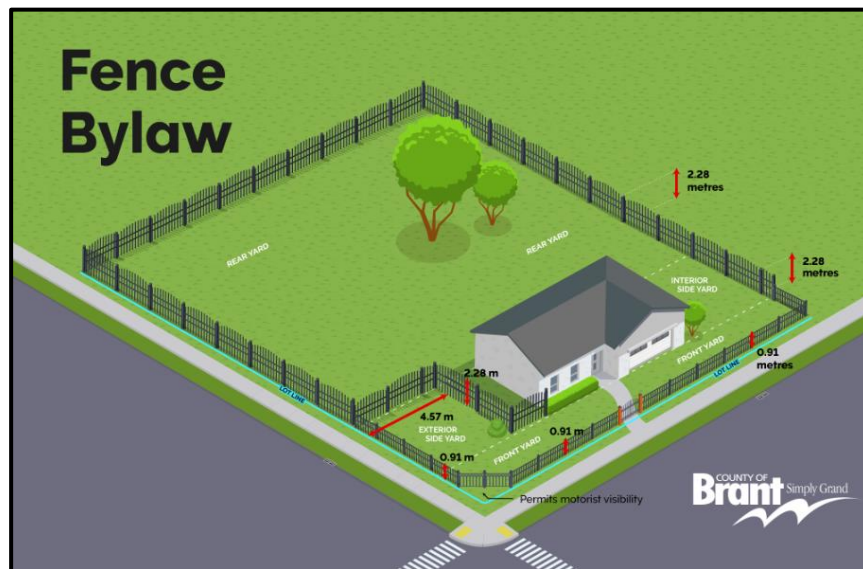 Fence
Bylaw
2.28
metres
REAR YARD
REAR YARD
2.28
metres
INTERIOR
SIDE YARD
FRONT YARD
0.91
metres
LOT LINE
LOT LINE
2.28 m
4.57 m
EXTERIOR
SIDE YARD
0.91 m
FRONT YARD
0.91 m
Permits motorist visibility
COUNTY OF
Brant Simply Grand